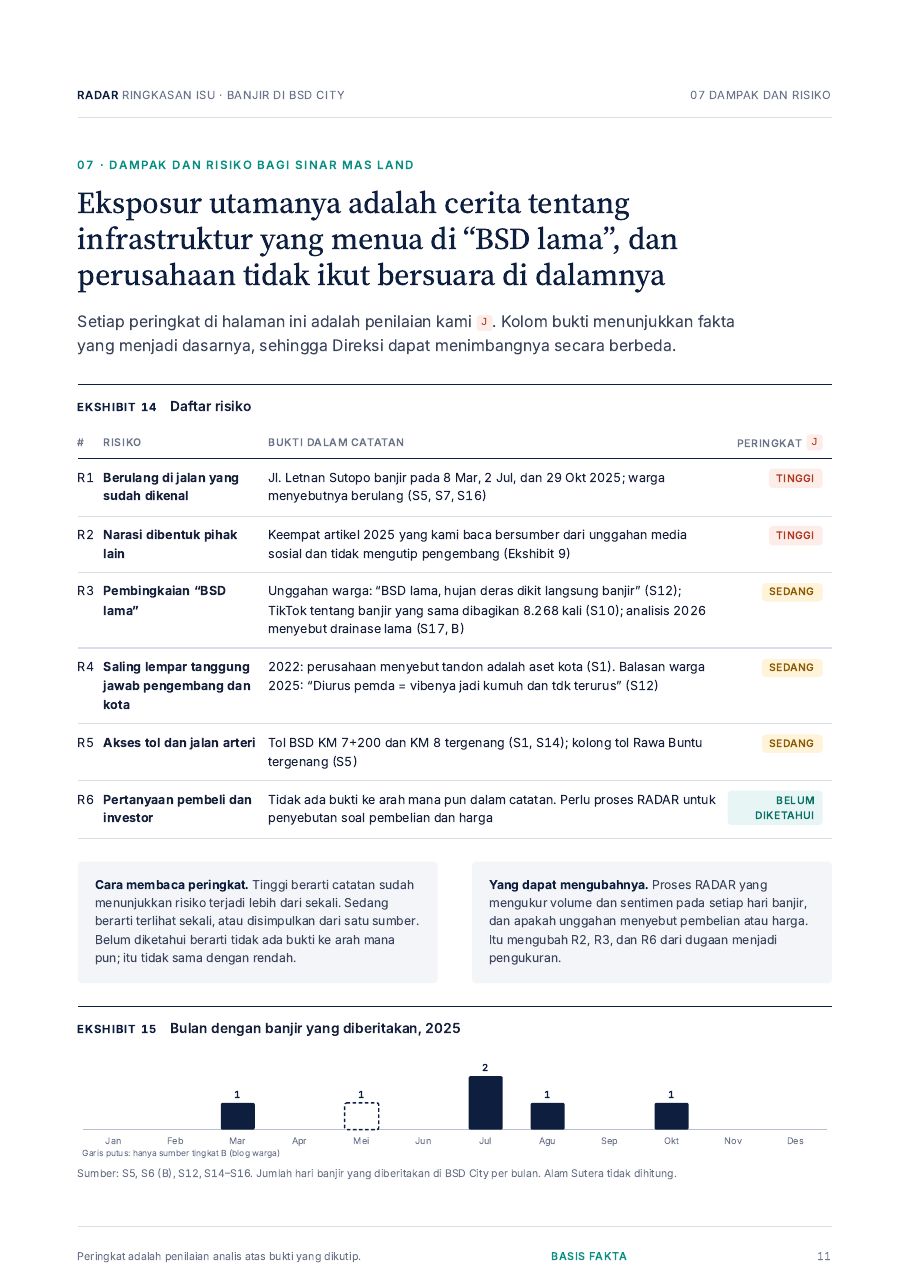 RADAR RINGKASAN ISU · BANJIR DI BSD CITY
07 DAMPAK DAN RISIKO
07 · DAMPAK DAN RISIKO BAGI SINAR MAS LAND
Eksposur utamanya adalah cerita tentang
infrastruktur yang menua di “BSD lama”, dan
perusahaan tidak ikut bersuara di dalamnya
Setiap peringkat di halaman ini adalah penilaian kami J. Kolom bukti menunjukkan fakta
yang menjadi dasarnya, sehingga Direksi dapat menimbangnya secara berbeda.
EKSHIBIT 14 Daftar risiko
# RISIKO BUKTI DALAM CATATAN PERINGKAT J
R1 Berulang di jalan yang
sudah dikenal
Jl. Letnan Sutopo banjir pada 8 Mar, 2 Jul, dan 29 Okt 2025; warga
menyebutnya berulang (S5, S7, S16)
TINGGI
R2 Narasi dibentuk pihak
lain
Keempat artikel 2025 yang kami baca bersumber dari unggahan media
sosial dan tidak mengutip pengembang (Ekshibit 9)
TINGGI
R3 Pembingkaian “BSD
lama”
Unggahan warga: “BSD lama, hujan deras dikit langsung banjir” (S12);
TikTok tentang banjir yang sama dibagikan 8.268 kali (S10); analisis 2026
menyebut drainase lama (S17, B)
SEDANG
R4 Saling lempar tanggung
jawab pengembang dan
kota
2022: perusahaan menyebut tandon adalah aset kota (S1). Balasan warga
2025: “Diurus pemda = vibenya jadi kumuh dan tdk terurus” (S12)
SEDANG
R5 Akses tol dan jalan arteri
Tol BSD KM 7+200 dan KM 8 tergenang (S1, S14); kolong tol Rawa Buntu
tergenang (S5)
SEDANG
R6 Pertanyaan pembeli dan
investor
Tidak ada bukti ke arah mana pun dalam catatan. Perlu proses RADAR untuk
penyebutan soal pembelian dan harga
BELUM
DIKETAHUI
Cara membaca peringkat. Tinggi berarti catatan sudah
menunjukkan risiko terjadi lebih dari sekali. Sedang
berarti terlihat sekali, atau disimpulkan dari satu sumber.
Belum diketahui berarti tidak ada bukti ke arah mana
pun; itu tidak sama dengan rendah.
Yang dapat mengubahnya. Proses RADAR yang
mengukur volume dan sentimen pada setiap hari banjir,
dan apakah unggahan menyebut pembelian atau harga.
Itu mengubah R2, R3, dan R6 dari dugaan menjadi
pengukuran.
EKSHIBIT 15 Bulan dengan banjir yang diberitakan, 2025
1 1 2 1 1
Jan Feb Mar Apr Mei Jun Jul Agu Sep Okt Nov Des
Garis putus: hanya sumber tingkat B (blog warga)
Sumber: S5, S6 (B), S12, S14–S16. Jumlah hari banjir yang diberitakan di BSD City per bulan. Alam Sutera tidak dihitung.
Peringkat adalah penilaian analis atas bukti yang dikutip.
BASIS FAKTA
11